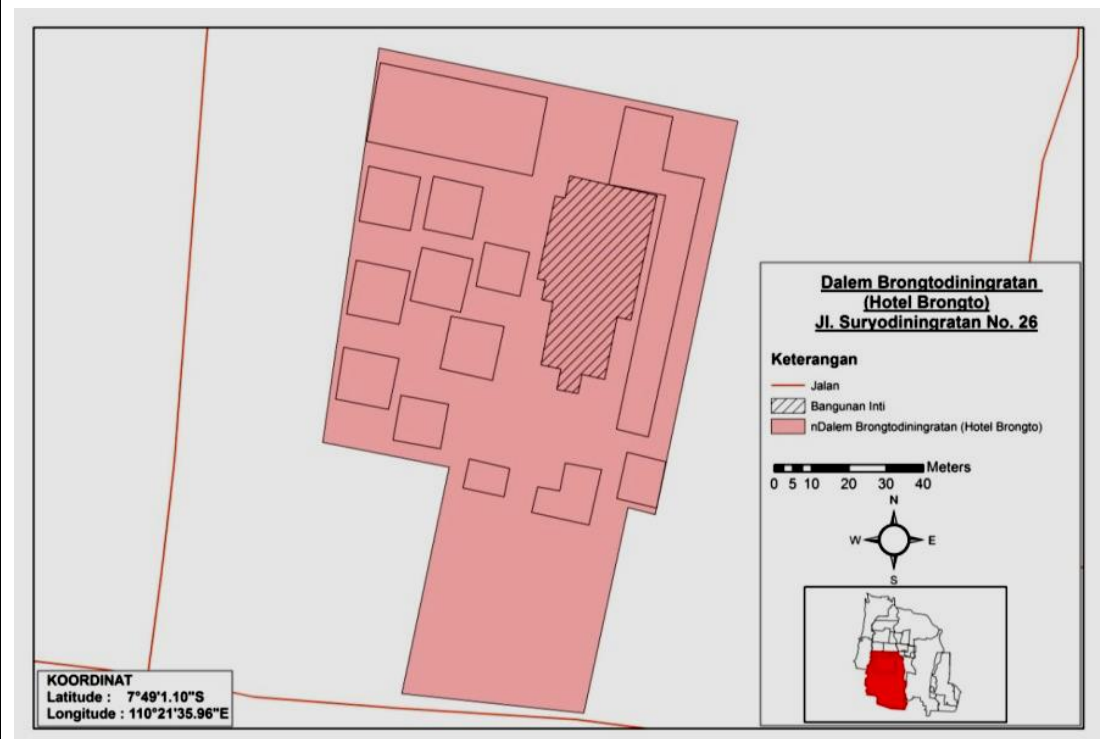 Dalem Brongtodiningratan
(Hotel Brongto)
Jl. Suryodiningratan No. 26
Keterangan
Jalan
Bangunan Inti
nDalem Brongtodiningratan (Hotel Brongto)
Meters
0 5 10 20 30 40
N
W E
S
KOORDINAT
Latitude : 7°49'1.10"S
Longitude : 110°21'35.96"E